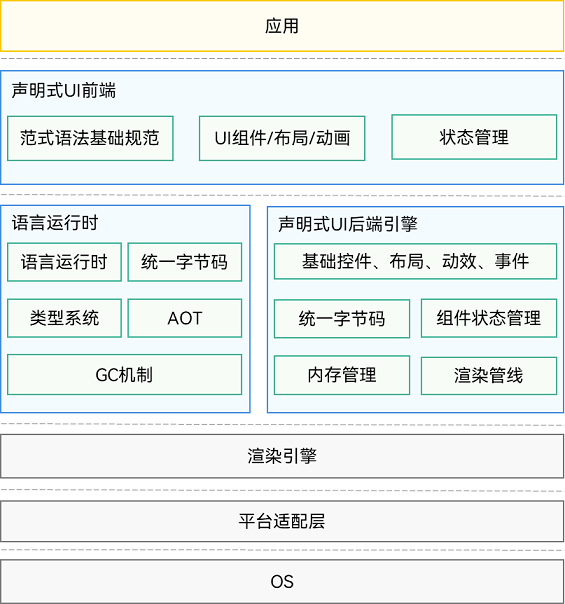 应用
声明式UI前端
范式语法基础规范
UI组件/布局/动画
状态管理
语言运行时
语言运行时
统一字节码
类型系统
AOT
GC机制
声明式UI后端引擎
基础控件、布局、动效、事件
统一字节码
组件状态管理
内存管理
渲染管线
渲染引擎
平台适配层
OS